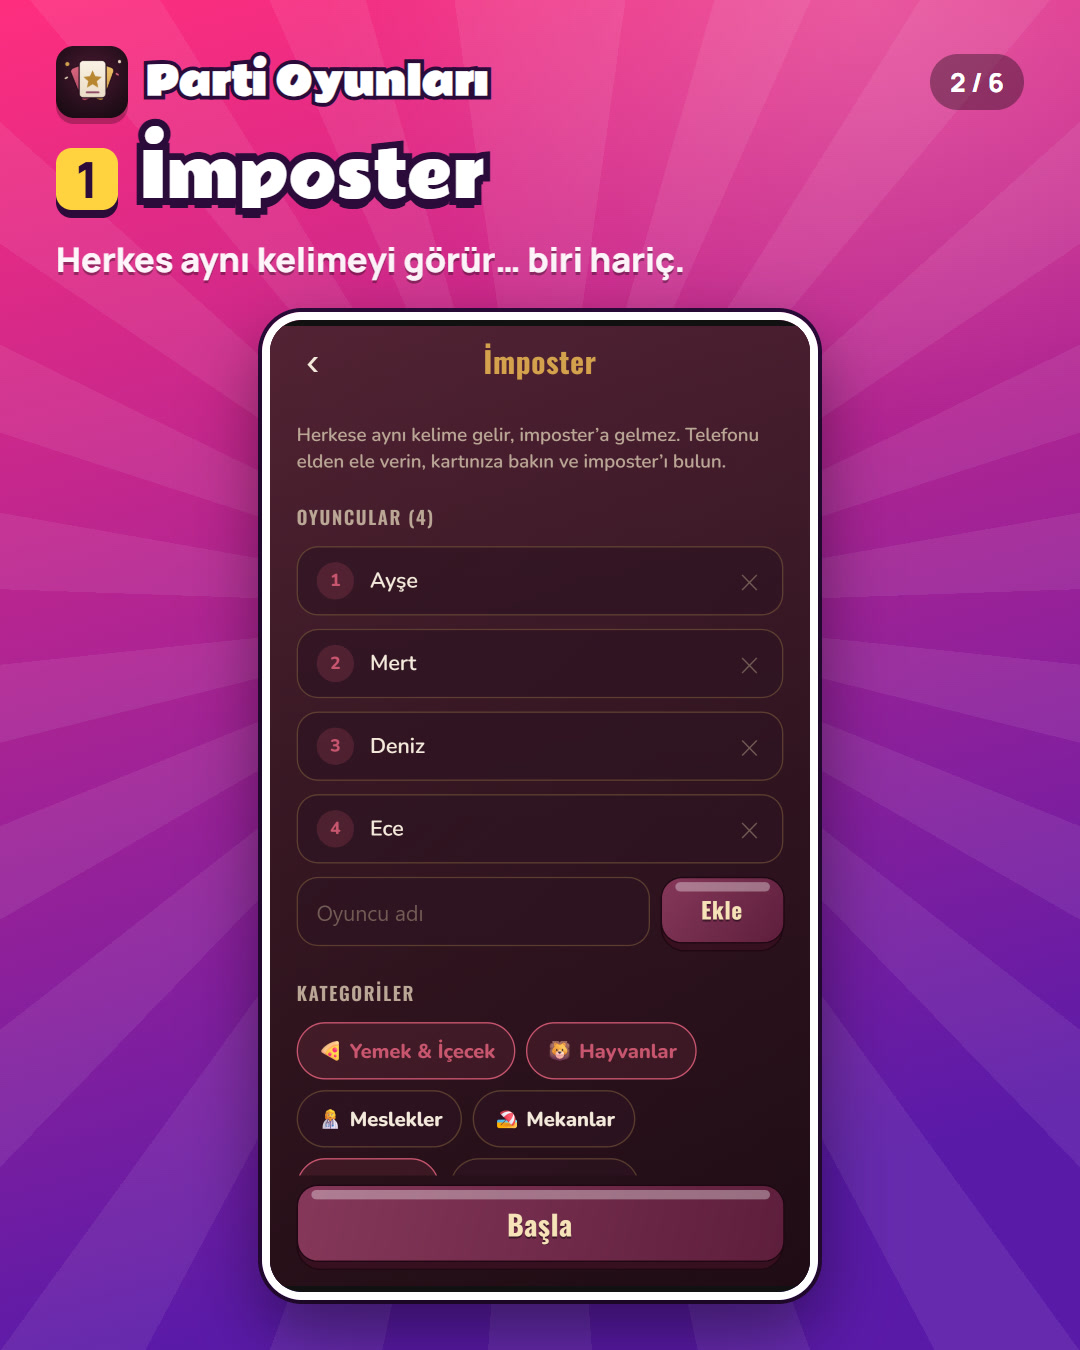 Parti Oyunları
2 / 6
1 İmposter
Herkes aynı kelimeyi görür... biri hariç.
‹ İmposter
Herkese aynı kelime gelir, imposter’a gelmez. Telefonu
elden ele verin, kartınıza bakın ve imposter’ı bulun.
OYUNCULAR (4)
1 Ayşe ×
2 Mert ×
3 Deniz ×
4 Ece ×
Oyuncu adı
Ekle
KATEGORİLER
🍕 Yemek & İçecek
🦁 Hayvanlar
Meslekler
Mekanlar
Başla